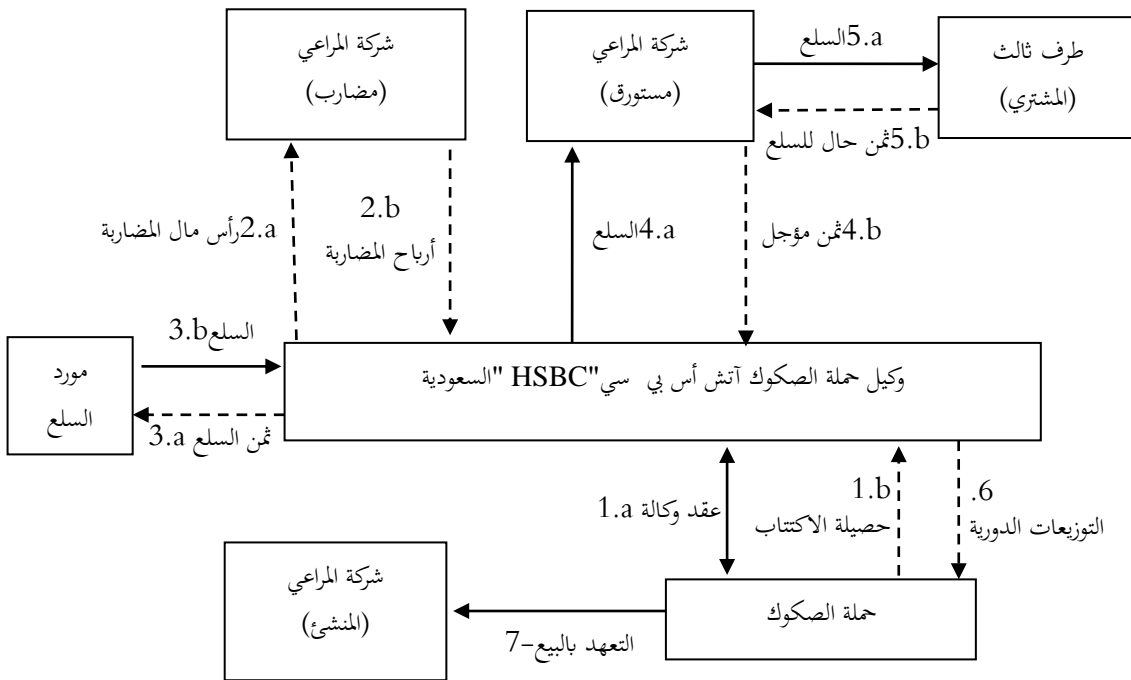 شركة المراعي
(مضارب)
شركة المراعي
(مستورق)
5.aالسلع
طرف ثالث
(المشتري)
5.bثمن حال للسلع
2.aرأس مال المضاربة
2.b
أرباح المضاربة
4.aالسلع
4.bثمن مؤجل
3.bالسلع
مورد
السلع
وكيل حملة الصكوك آتش أس بي سي"HSBC "السعودية
ثمن السلع 3.a
عقد وكالة 1.a
1.b
حصيلة الاكتتاب
.6
التوزيعات الدورية
شركة المراعي
(المنشئ)
حملة الصكوك
التعهد بالبيع-7